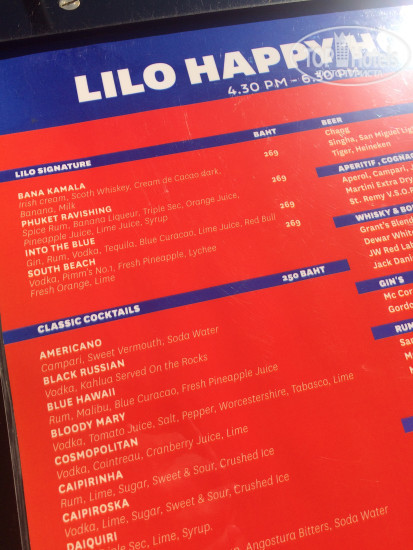 LILO HAPPY H
4.30 PM - 6.30 PM
LILO SIGNATURE BAHT
BANA KAMALA 269
Irish cream, Scoth Whiskey, Cream de Cacao dark,
Banana, Milk
PHUKET RAVISHING 269
Spice Rum, Banana Liqueur, Triple Sec, Orange Juice,
Pineapple Juice, Lime Juice, Syrup
INTO THE BLUE 269
Gin, Rum, Vodka, Tequila, Blue Curacao, Lime Juice, Red Bull
SOUTH BEACH 269
Vodka, Pimm's No.1, Fresh Pineapple, Lychee
Fresh Orange, Lime
CLASSIC COCKTAILS 250 BAHT
AMERICANO
Campari, Sweet Vermouth, Soda Water
BLACK RUSSIAN
Vodka, Kahlua Served On the Rocks
BLUE HAWAII
Rum, Malibu, Blue Curacao, Fresh Pineapple Juice
BLOODY MARY
Vodka, Tomato Juice, Salt, Pepper, Worcestershire, Tabasco, Lime
COSMOPOLITAN
Vodka, Cointreau, Cranberry Juice, Lime
CAIPIRINHA
Rum, Lime, Sugar, Sweet & Sour, Crushed Ice
CAIPIROSKA
Vodka, Lime, Sugar, Sweet & Sour, Crushed Ice
DAIQUIRI
Sec, Lime, Syrup.
Angostura Bitters, Soda Water
BEER
Chang
Singha, San Miguel Lig
Tiger, Heineken
APERITIF, COGNA
Aperol, Campari,
Martini Extra Dry
St. Remy V.S.O.
WHISKY & BO
Grant's Blen
Dewar Whit
JW Red LA
Jack Dani
GIN'S
Mc Cor
Gordo
RUM